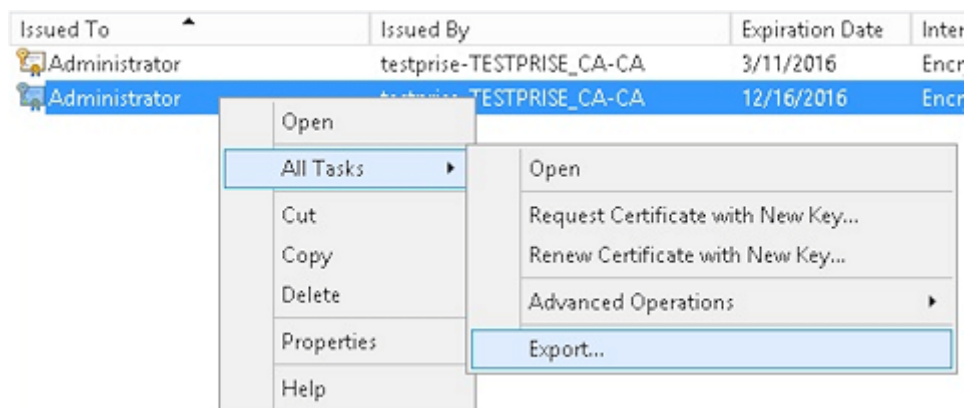 Issued To Issued By Expiration Date Inter
Administrator testprise-TESTPRISE_CA-CA 3/11/2016 Encr
Administrator testprise-TESTPRISE_CA-CA 12/16/2016 Encr
Open
All Tasks
Cut
Copy
Delete
Properties
Help
Open
Request Certificate with New Key...
Renew Certificate with New Key...
Advanced Operations
Export...